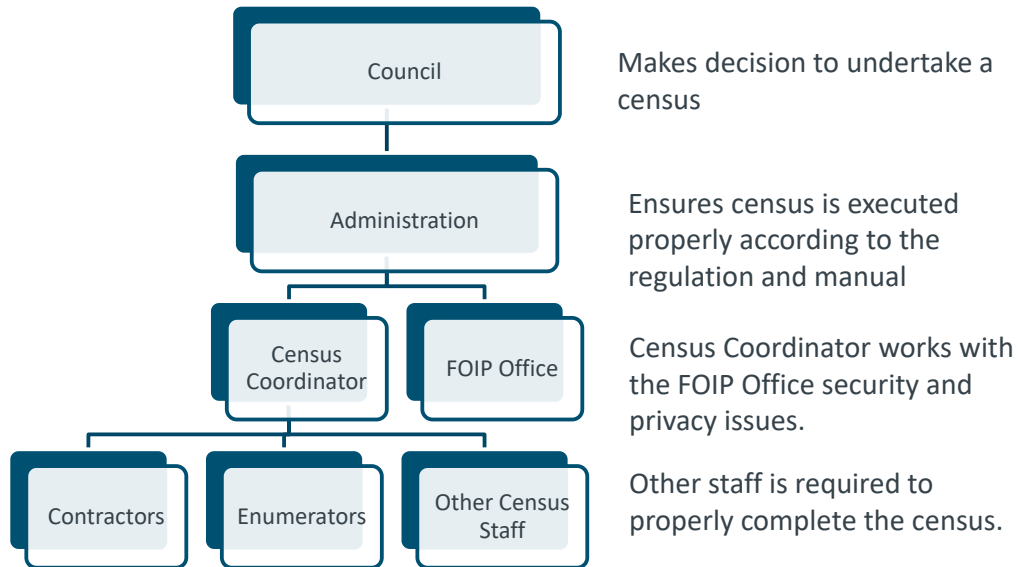 Council
Makes decision to undertake a
census
Administration
Ensures census is executed
properly according to the
regulation and manual
Census
Coordinator
FOIP Office
Census Coordinator works with
the FOIP Office security and
privacy issues.
Contractors
Enumerators
Other Census
Staff
Other staff is required to
properly complete the census.